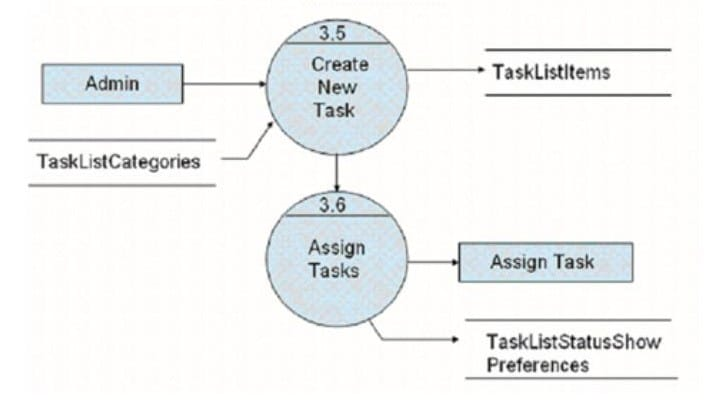 3.5
Create
New
Task
Admin
TaskListItems
TaskListCategories
3.6
Assign
Tasks
Assign Task
TaskListStatusShow
Preferences